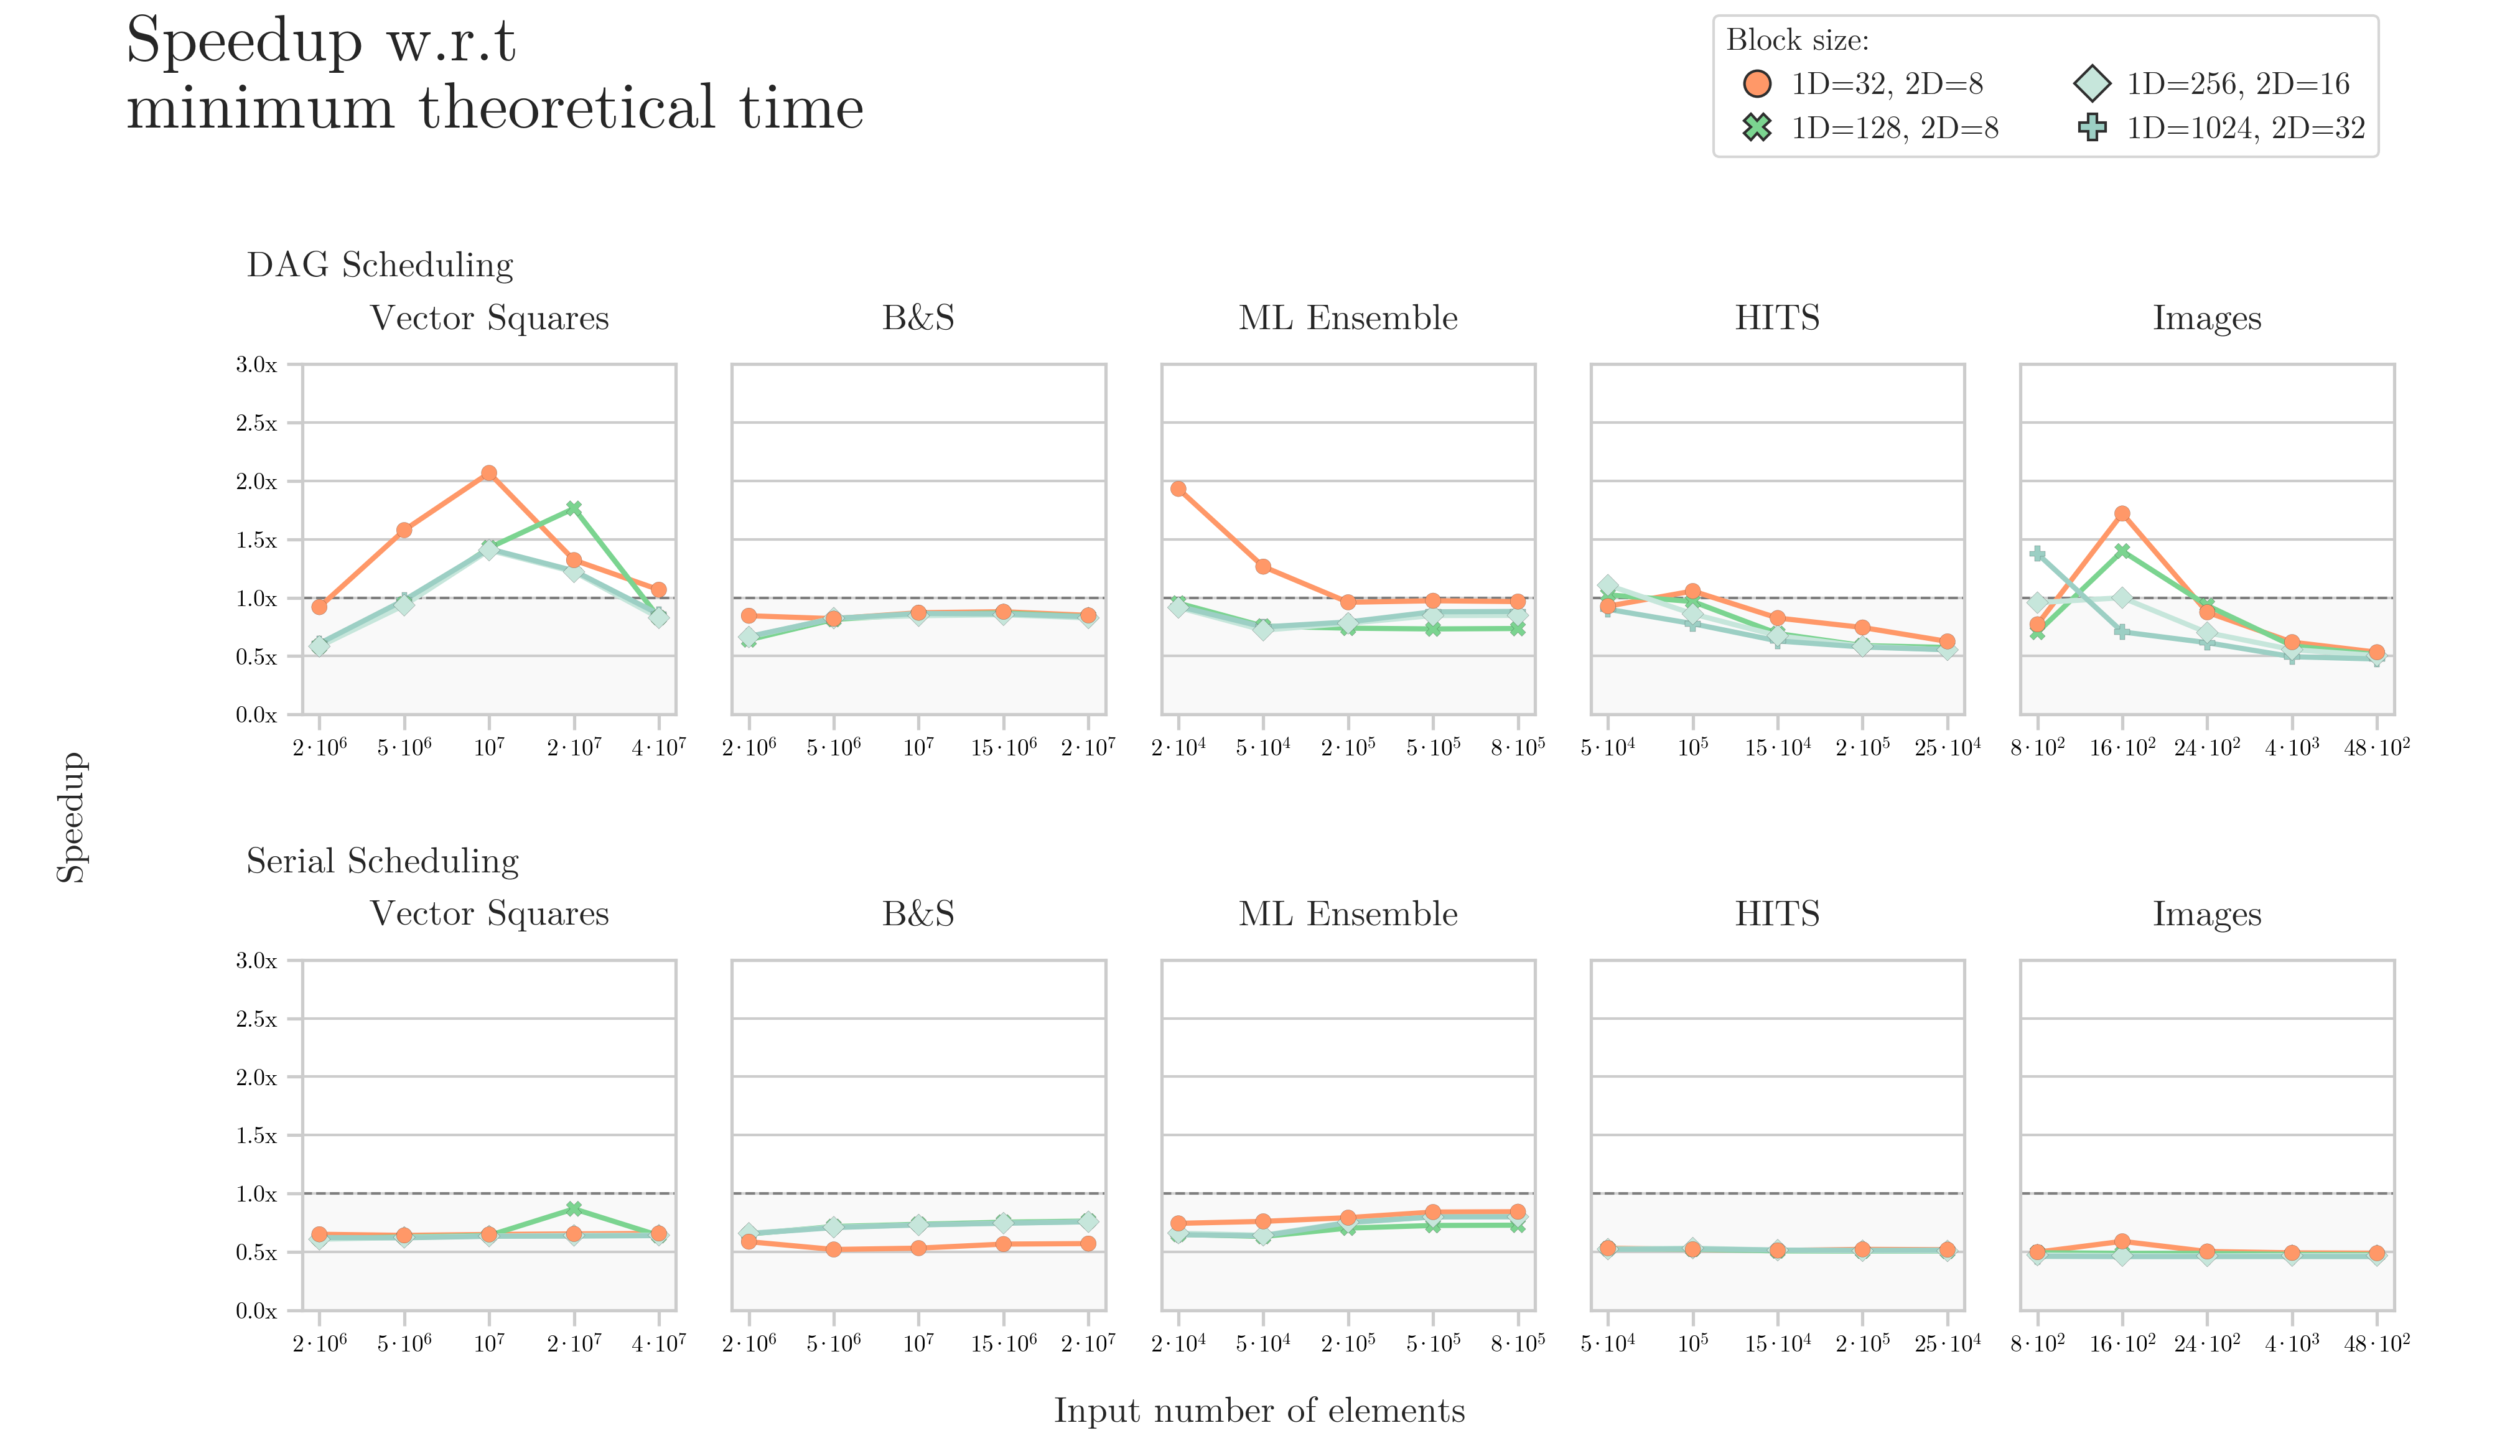 Speedup w.r.t
minimum theoretical time
Block size:
1D=32, 2D=8
1D=256, 2D=16
1D=128, 2D=8
1D=1024, 2D=32
DAG Scheduling
Vector Squares
B&S
ML Ensemble
HITS
Images
3.0x
2.5x
2.0x
1.5x
1.0x
0.5x
0.0x
2·10⁶ 5·10⁶ 10⁷ 2·10⁷ 4·10⁷
2·10⁶ 5·10⁶ 10⁷ 15·10⁶ 2·10⁷
2·10⁴ 5·10⁴ 2·10⁵ 5·10⁵ 8·10⁵
5·10⁴ 10⁵ 15·10⁴ 2·10⁵ 25·10⁴
8·10² 16·10² 24·10² 4·10³ 48·10²
Speedup
Serial Scheduling
Vector Squares
B&S
ML Ensemble
HITS
Images
3.0x
2.5x
2.0x
1.5x
1.0x
0.5x
0.0x
2·10⁶ 5·10⁶ 10⁷ 2·10⁷ 4·10⁷
2·10⁶ 5·10⁶ 10⁷ 15·10⁶ 2·10⁷
2·10⁴ 5·10⁴ 2·10⁵ 5·10⁵ 8·10⁵
5·10⁴ 10⁵ 15·10⁴ 2·10⁵ 25·10⁴
8·10² 16·10² 24·10² 4·10³ 48·10²
Input number of elements